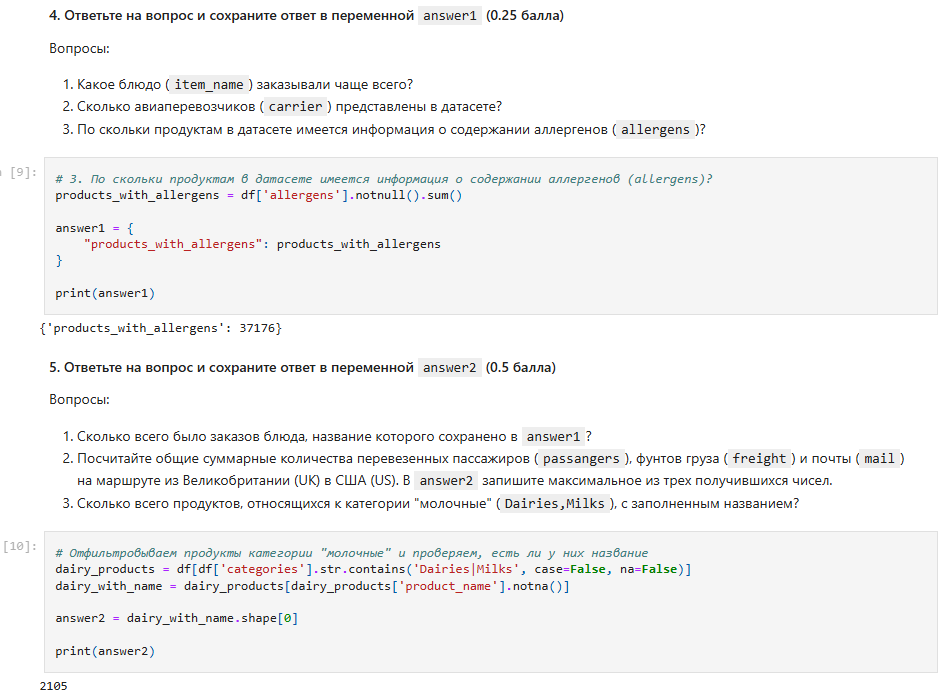 4. Ответьте на вопрос и сохраните ответ в переменной answer1 (0.25 балла)
Вопросы:
1. Какое блюдо ( item_name ) заказывали чаще всего?
2. Сколько авиаперевозчиков ( carrier ) представлены в датасете?
3. По скольки продуктам в датасете имеется информация о содержании аллергенов ( allergens )?
[9]:
# 3. По скольки продуктам в датасете имеется информация о содержании аллергенов (allergens)?
products_with_allergens = df['allergens'].notnull().sum()
answer1 = {
    "products_with_allergens": products_with_allergens
}
print(answer1)
{'products_with_allergens': 37176}
5. Ответьте на вопрос и сохраните ответ в переменной answer2 (0.5 балла)
Вопросы:
1. Сколько всего было заказов блюда, название которого сохранено в answer1 ?
2. Посчитайте общие суммарные количества перевезенных пассажиров ( passangers ), фунтов груза ( freight ) и почты ( mail )
на маршруте из Великобритании (UK) в США (US). В answer2 запишите максимальное из трех получившихся чисел.
3. Сколько всего продуктов, относящихся к категории "молочные" ( Dairies,Milks ), с заполненным названием?
[10]:
# Отфильтровываем продукты категории "молочные" и проверяем, есть ли у них название
dairy_products = df[df['categories'].str.contains('Dairies|Milks', case=False, na=False)]
dairy_with_name = dairy_products[dairy_products['product_name'].notna()]
answer2 = dairy_with_name.shape[0]
print(answer2)
2105